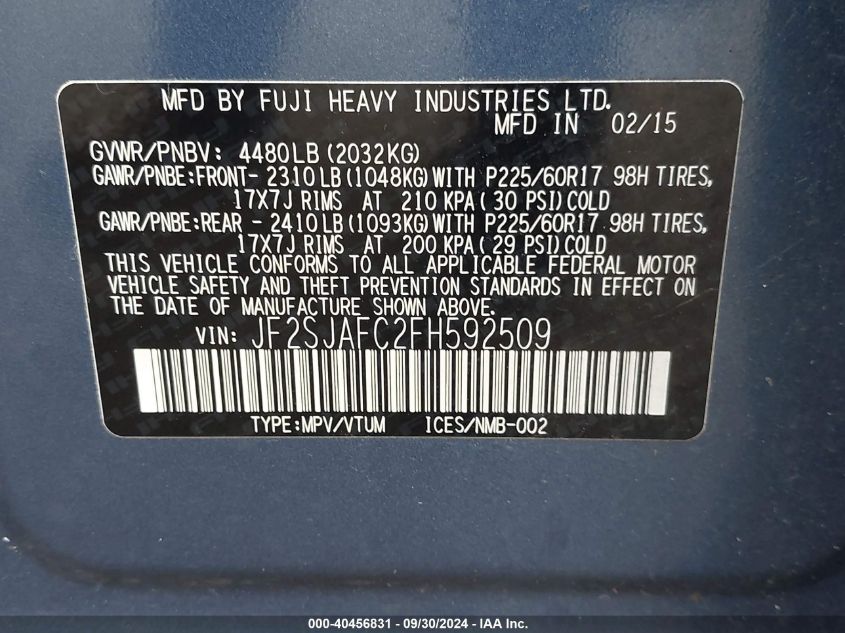 MFD BY FUJI HEAVY INDUSTRIES LTD.
MFD IN 02/15
GVWR/PNBV: 4480LB(2032KG)
GAWR/PNBE:FRONT- 2310LB(1048KG)WITH P225/60R17 98H TIRES,
17X7J RIMS AT 210 KPA( 30 PSI)COLD
GAWR/PNBE:REAR - 2410LB(1093KG)WITH P225/60R17 98H TIRES,
17X7J RIMS AT 200 KPA( 29 PSI)COLD
THIS VEHICLE CONFORMS TO ALL APPLICABLE FEDERAL MOTOR
VEHICLE SAFETY AND THEFT PREVENTION STANDARDS IN EFFECT ON
THE DATE OF MANUFACTURE SHOWN ABOVE.
VIN: JF2SJAFC2FH592509
TYPE:MPV/VTUM ICES/NMB-002
000-40456831 - 09/30/2024 - IAA Inc.